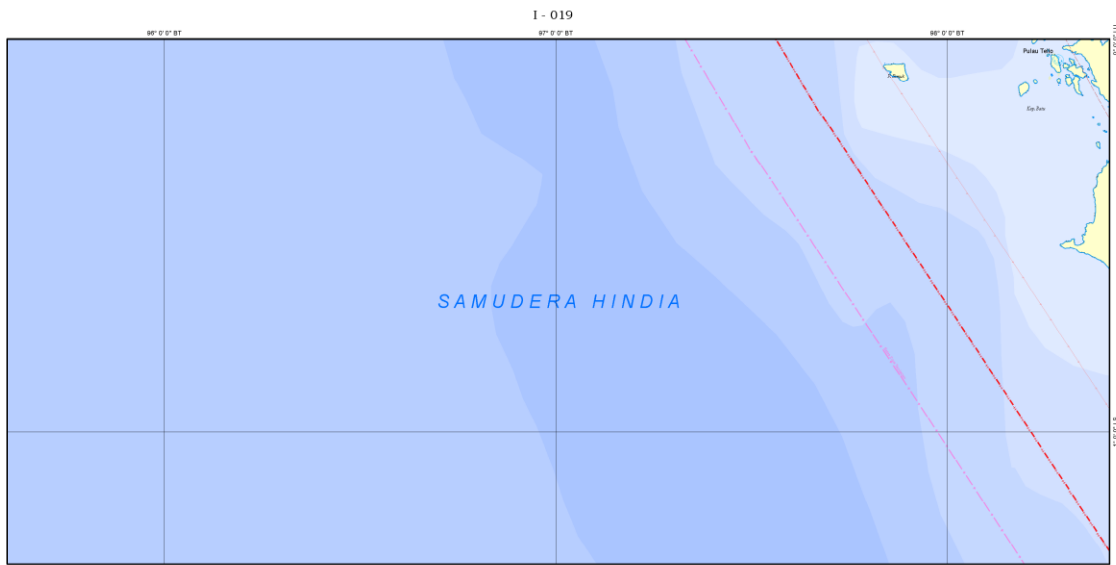 I - 019
96° 0' 0" BT
97° 0' 0" BT
98° 0' 0" BT
Pulau Tello
SAMUDERA HINDIA